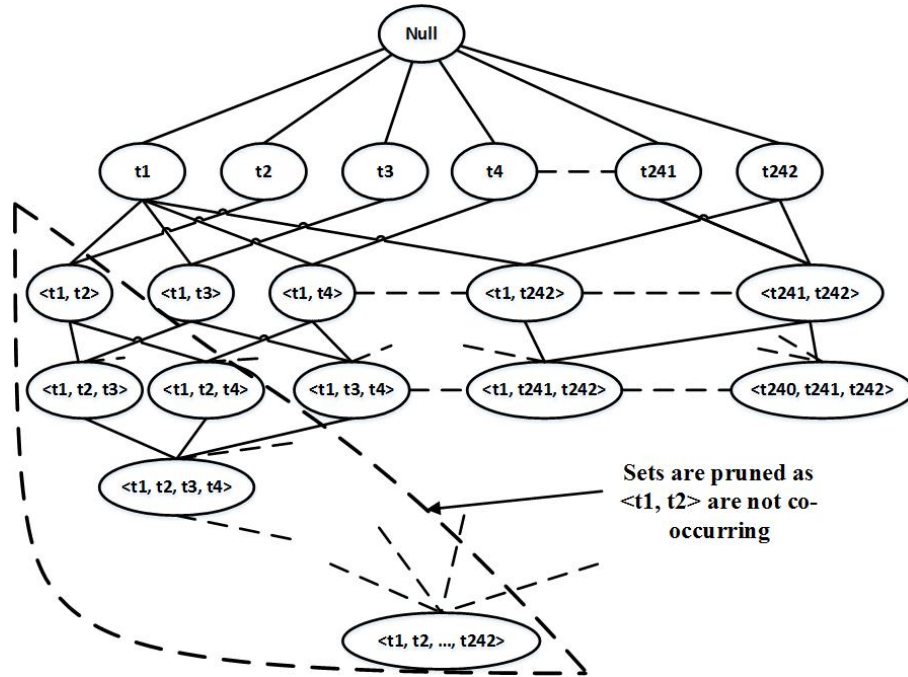 Null
t1
t2
t3
t4
t241
t242
<t1, t2>
<t1, t3>
<t1, t4>
<t1, t242>
<t241, t242>
<t1, t2, t3>
<t1, t2, t4>
<t1, t3, t4>
<t1, t241, t242>
<t240, t241, t242>
<t1, t2, t3, t4>
Sets are pruned as
<t1, t2> are not co-
occurring
<t1, t2, ..., t242>